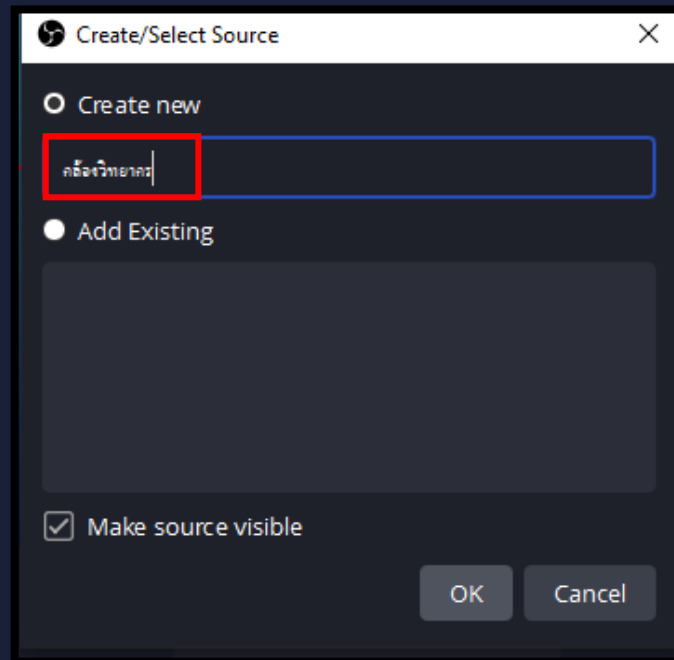 Create/Select Source
Create new
กล้องวิทยากร
Add Existing
Make source visible
OK Cancel